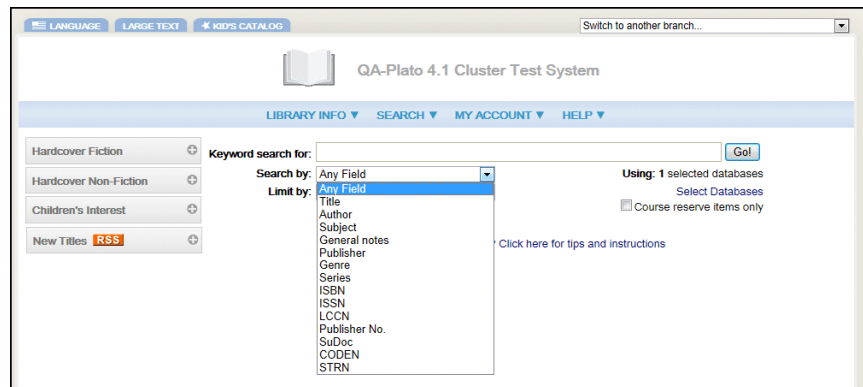 LANGUAGE LARGE TEXT KID'S CATALOG Switch to another branch...
QA-Plato 4.1 Cluster Test System
LIBRARY INFO ▼ SEARCH ▼ MY ACCOUNT ▼ HELP ▼
Hardcover Fiction
Hardcover Non-Fiction
Children's Interest
New Titles RSS
Keyword search for: Go!
Search by: Any Field Using: 1 selected databases
Limit by: Any Field Select Databases
Title Course reserve items only
Author
Subject
General notes Click here for tips and instructions
Publisher
Genre
Series
ISBN
ISSN
LCCN
Publisher No.
SuDoc
CODEN
STRN